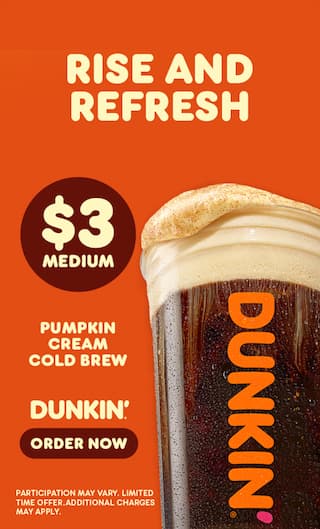 RISE AND
REFRESH
$3
MEDIUM
PUMPKIN
CREAM
COLD BREW
DUNKIN'
ORDER NOW
PARTICIPATION MAY VARY. LIMITED
TIME OFFER.ADDITIONAL CHARGES
MAY APPLY.
DUNKIN'